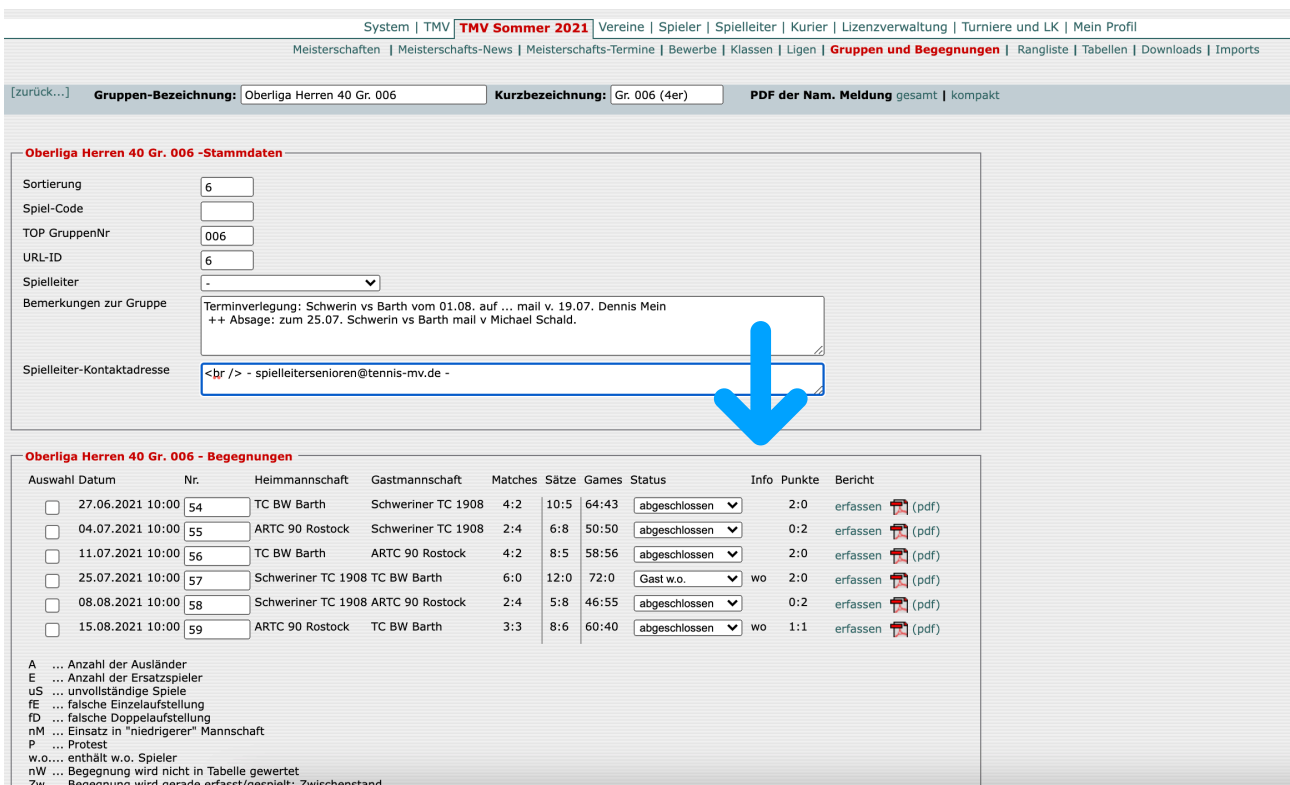 System | TMV | TMV Sommer 2021 | Vereine | Spieler | Spielleiter | Kurier | Lizenzverwaltung | Turniere und LK | Mein Profil
Meisterschaften | Meisterschafts-News | Meisterschafts-Termine | Bewerbe | Klassen | Ligen | Gruppen und Begegnungen | Rangliste | Tabellen | Downloads | Imports
[zurück...] Gruppen-Bezeichnung: Oberliga Herren 40 Gr. 006 Kurzbezeichnung: Gr. 006 (4er) PDF der Nam. Meldung gesamt | kompakt
Oberliga Herren 40 Gr. 006 -Stammdaten
Sortierung 6
Spiel-Code
TOP GruppenNr 006
URL-ID 6
Spielleiter -
Bemerkungen zur Gruppe Terminverlegung: Schwerin vs Barth vom 01.08. auf ... mail v. 19.07. Dennis Mein
++ Absage: zum 25.07. Schwerin vs Barth mail v Michael Schald.
Spielleiter-Kontaktadresse <br /> - spielleitersenioren@tennis-mv.de -
Oberliga Herren 40 Gr. 006 - Begegnungen
Auswahl Datum Nr. Heimmannschaft Gastmannschaft Matches Sätze Games Status Info Punkte Bericht
27.06.2021 10:00 54 TC BW Barth Schweriner TC 1908 4:2 10:5 64:43 abgeschlossen 2:0 erfassen (pdf)
04.07.2021 10:00 55 ARTC 90 Rostock Schweriner TC 1908 2:4 6:8 50:50 abgeschlossen 0:2 erfassen (pdf)
11.07.2021 10:00 56 TC BW Barth ARTC 90 Rostock 4:2 8:5 58:56 abgeschlossen 2:0 erfassen (pdf)
25.07.2021 10:00 57 Schweriner TC 1908 TC BW Barth 6:0 12:0 72:0 Gast w.o. wo 2:0 erfassen (pdf)
08.08.2021 10:00 58 Schweriner TC 1908 ARTC 90 Rostock 2:4 5:8 46:55 abgeschlossen 0:2 erfassen (pdf)
15.08.2021 10:00 59 ARTC 90 Rostock TC BW Barth 3:3 8:6 60:40 abgeschlossen wo 1:1 erfassen (pdf)
A ... Anzahl der Ausländer
E ... Anzahl der Ersatzspieler
uS ... unvollständige Spiele
fE ... falsche Einzelaufstellung
fD ... falsche Doppelaufstellung
nM ... Einsatz in "niedrigerer" Mannschaft
P ... Protest
w.o.... enthält w.o. Spieler
nW ... Begegnung wird nicht in Tabelle gewertet
Zw ... Begegnung wird gerade erfasst/gespielt: Zwischenstand